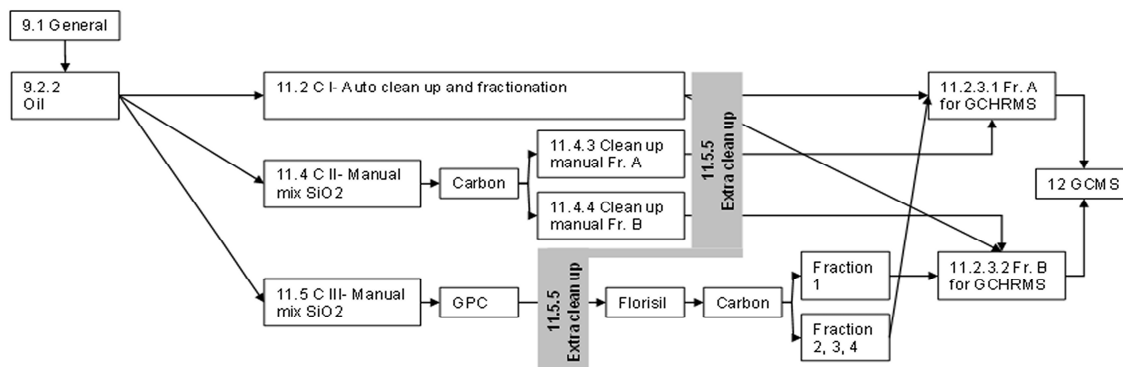 9.1 General
9.2.2
Oil
11.2 C I- Auto clean up and fractionation
11.2.3.1 Fr. A
for GCHRMS
11.4 C II- Manual
mix SiO2
Carbon
11.4.3 Clean up
manual Fr. A
11.4.4 Clean up
manual Fr. B
11.5.5
Extra clean up
12 GCMS
11.5 C III- Manual
mix SiO2
GPC
11.5.5
Extra clean up
Florisil
Carbon
Fraction
1
Fraction
2, 3, 4
11.2.3.2 Fr. B
for GCHRMS